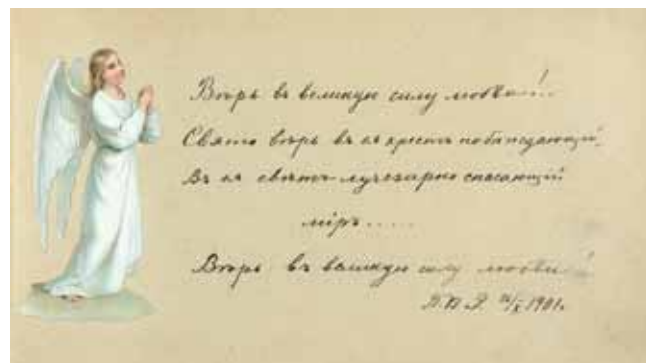 Вѣрь въ великую силу любви!...
Свято вѣрь въ ея крестъ побѣждающій,
Въ ея свѣтъ лучезарно спасающій
міръ.....
Вѣрь въ великую силу любви!
1901.